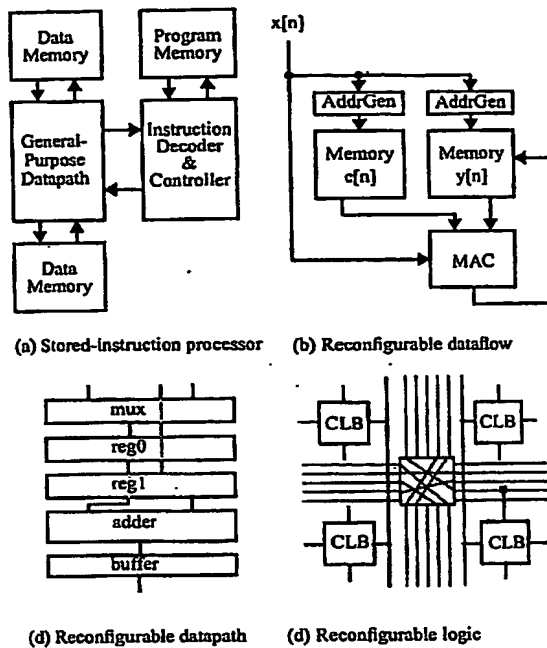 Data
Memory
Program
Memory
General-
Purpose
Datapath
Instruction
Decoder
&
Controller
Data
Memory
(a) Stored-instruction processor
x[n]
AddrGen
AddrGen
Memory
c[n]
Memory
y[n]
MAC
(b) Reconfigurable dataflow
mux
reg0
reg1
adder
buffer
(d) Reconfigurable datapath
CLB
CLB
CLB
CLB
(d) Reconfigurable logic